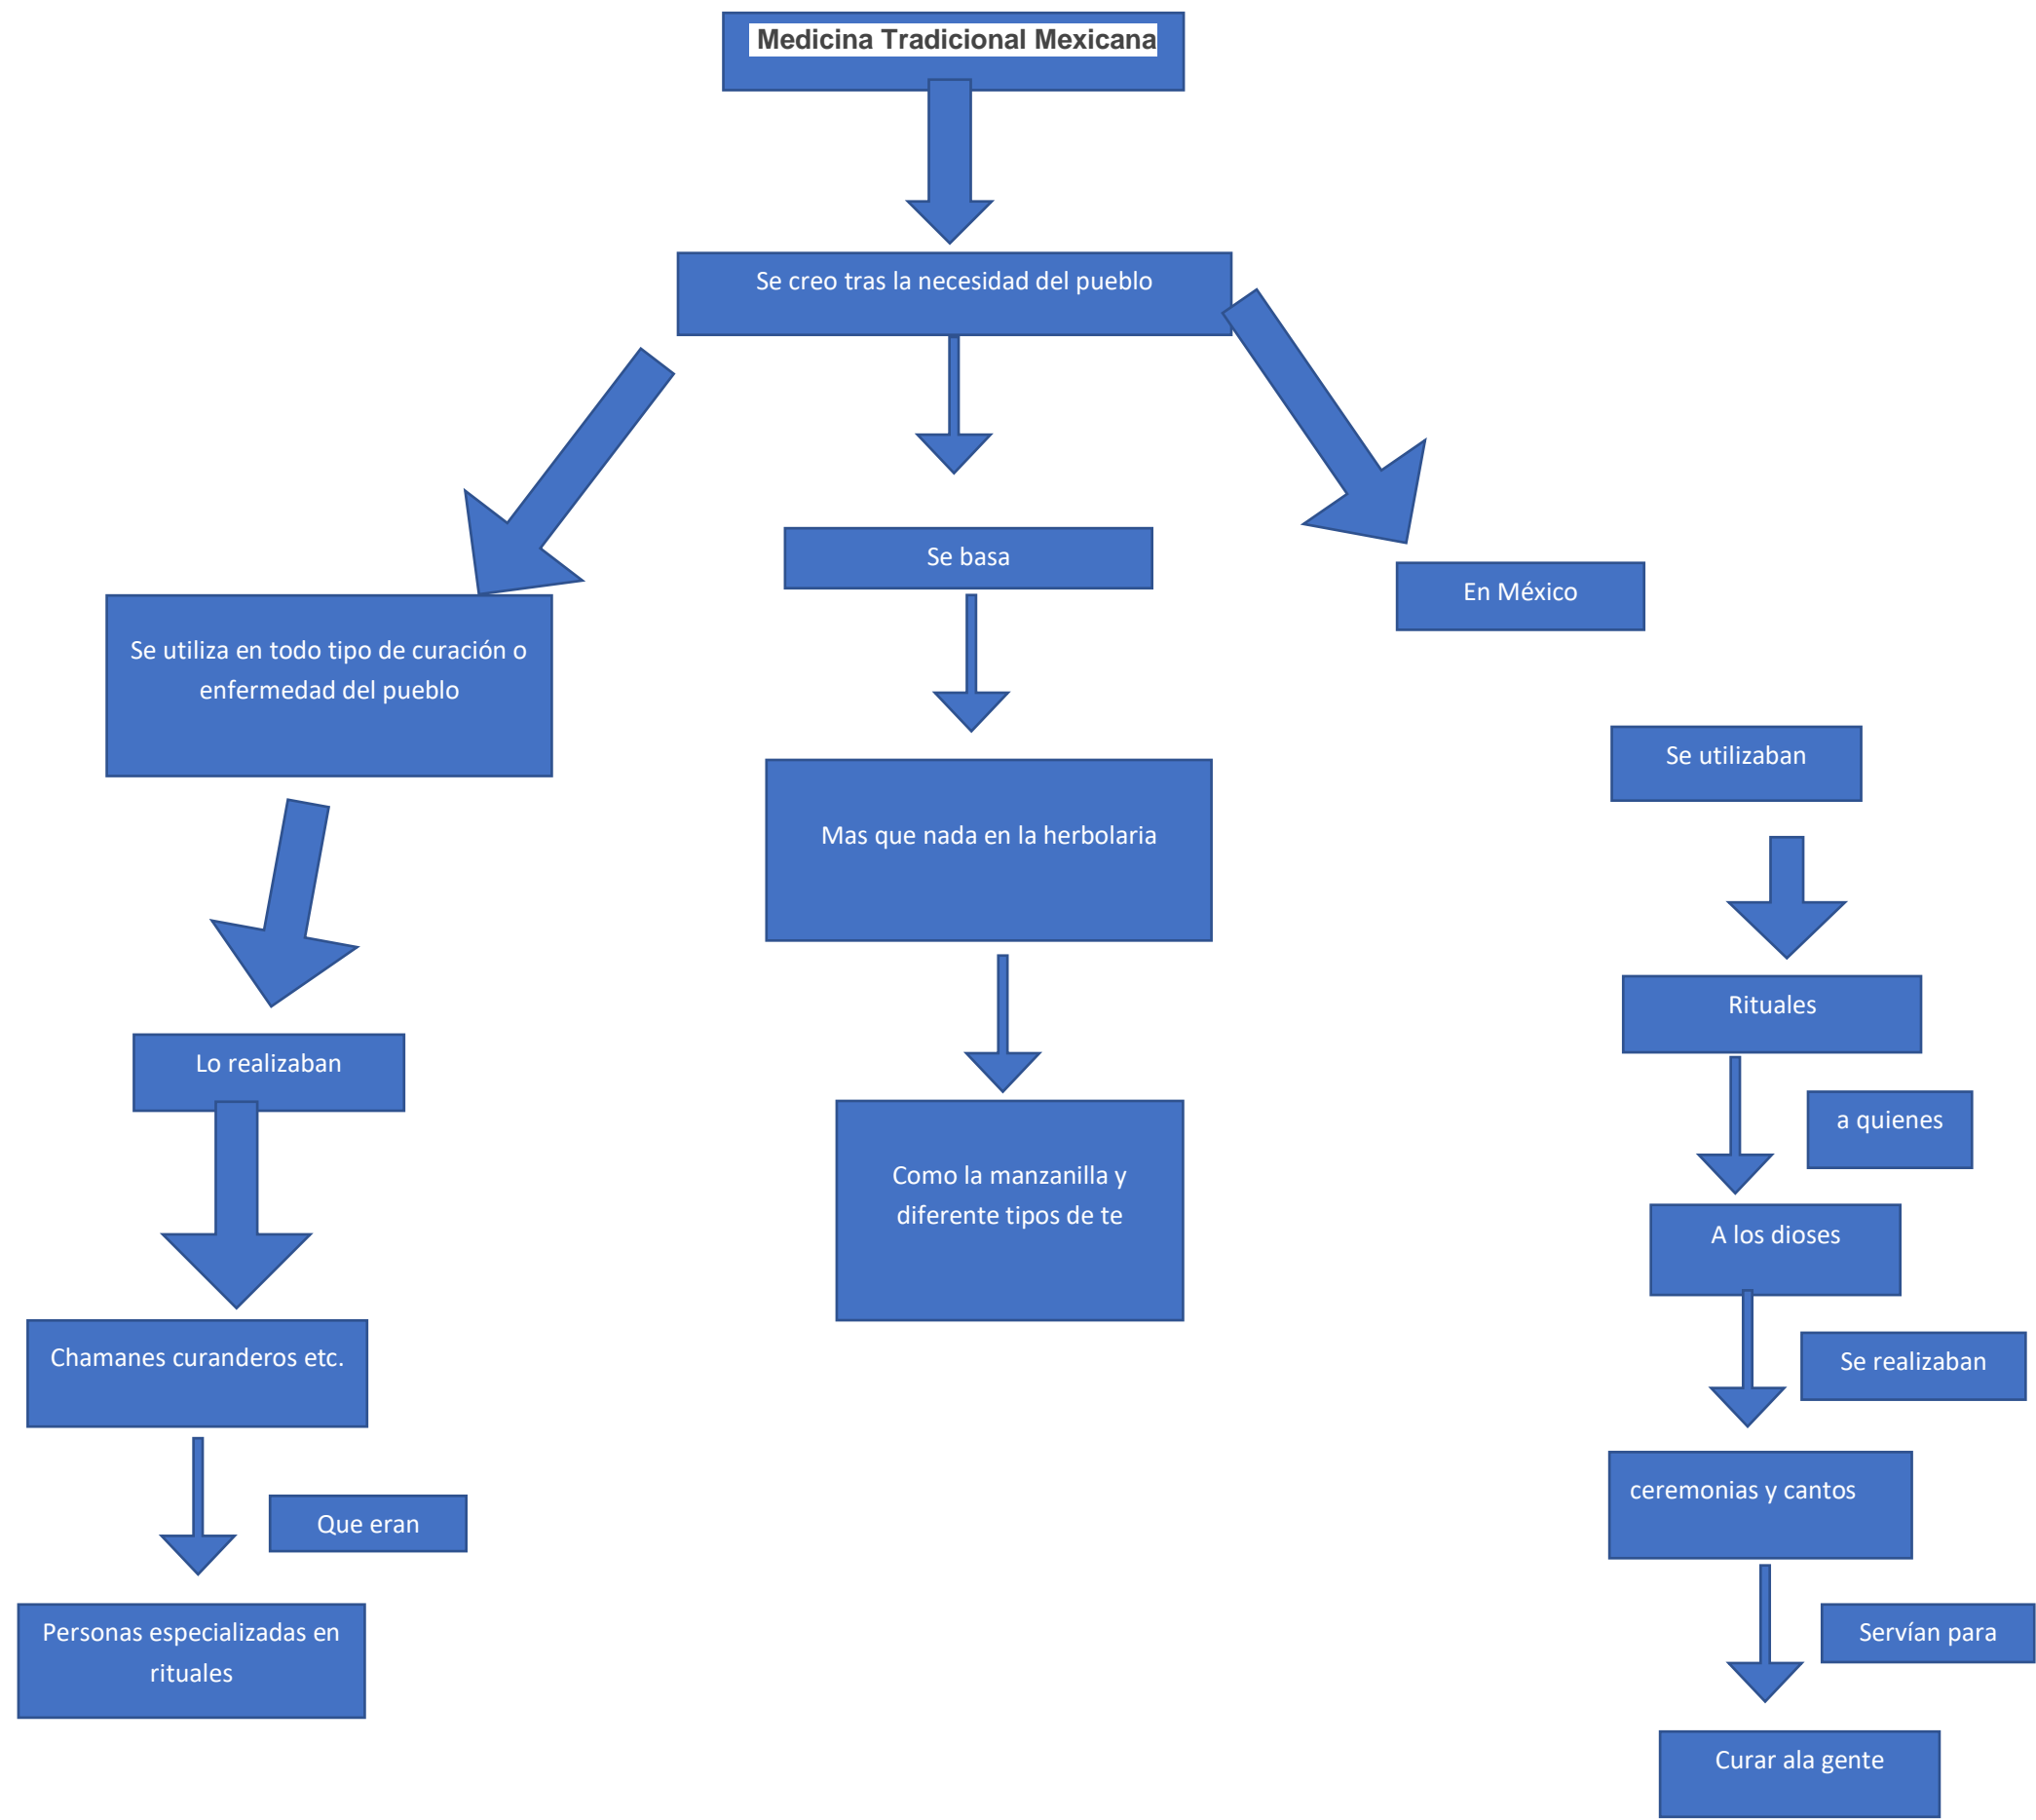 Medicina Tradicional Mexicana
Se creo tras la necesidad del pueblo
Se utiliza en todo tipo de curación o
enfermedad del pueblo
Lo realizaban
Chamanes curanderos etc.
Que eran
Personas especializadas en
rituales
Se basa
Mas que nada en la herbolaria
Como la manzanilla y
diferente tipos de te
En México
Se utilizaban
Rituales
a quienes
A los dioses
Se realizaban
ceremonias y cantos
Servían para
Curar ala gente